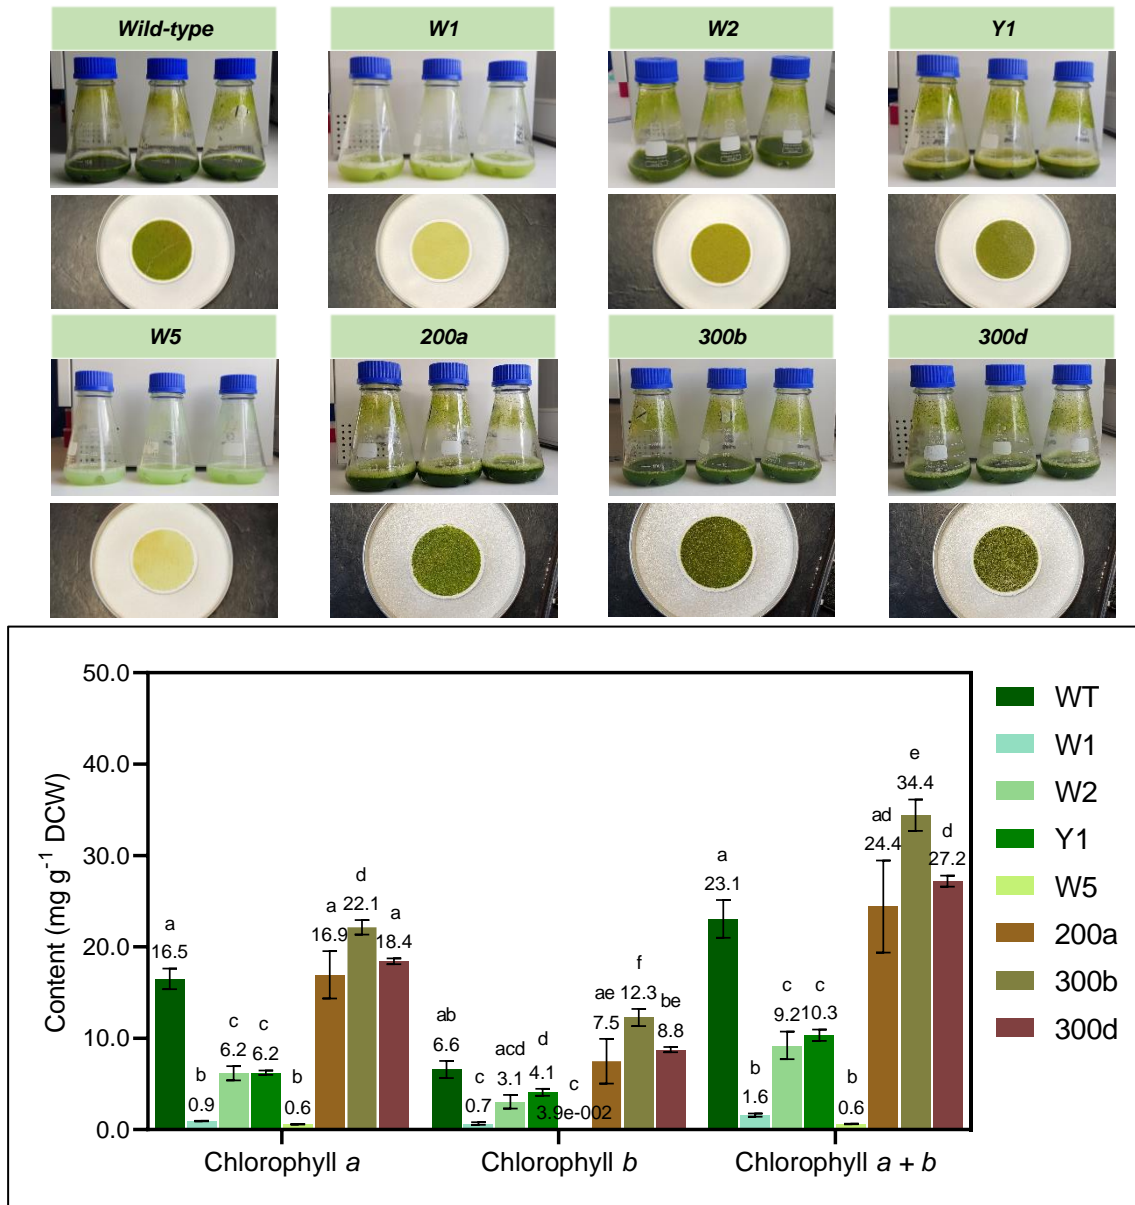 Wild-type
W1
W2
Y1
W5
200a
300b
300d
Content (mg g⁻¹ DCW)
50.0
40.0
30.0
20.0
10.0
0.0
a
16.5
b
0.9
c
6.2
c
6.2
b
0.6
a
16.9
d
22.1
a
18.4
ab
6.6
c
0.7
acd
3.1
d
4.1
c
3.9e-002
ae
7.5
f
12.3
be
8.8
a
23.1
b
1.6
c
9.2
c
10.3
b
0.6
ad
24.4
e
34.4
d
27.2
Chlorophyll a
Chlorophyll b
Chlorophyll a + b
WT
W1
W2
Y1
W5
200a
300b
300d